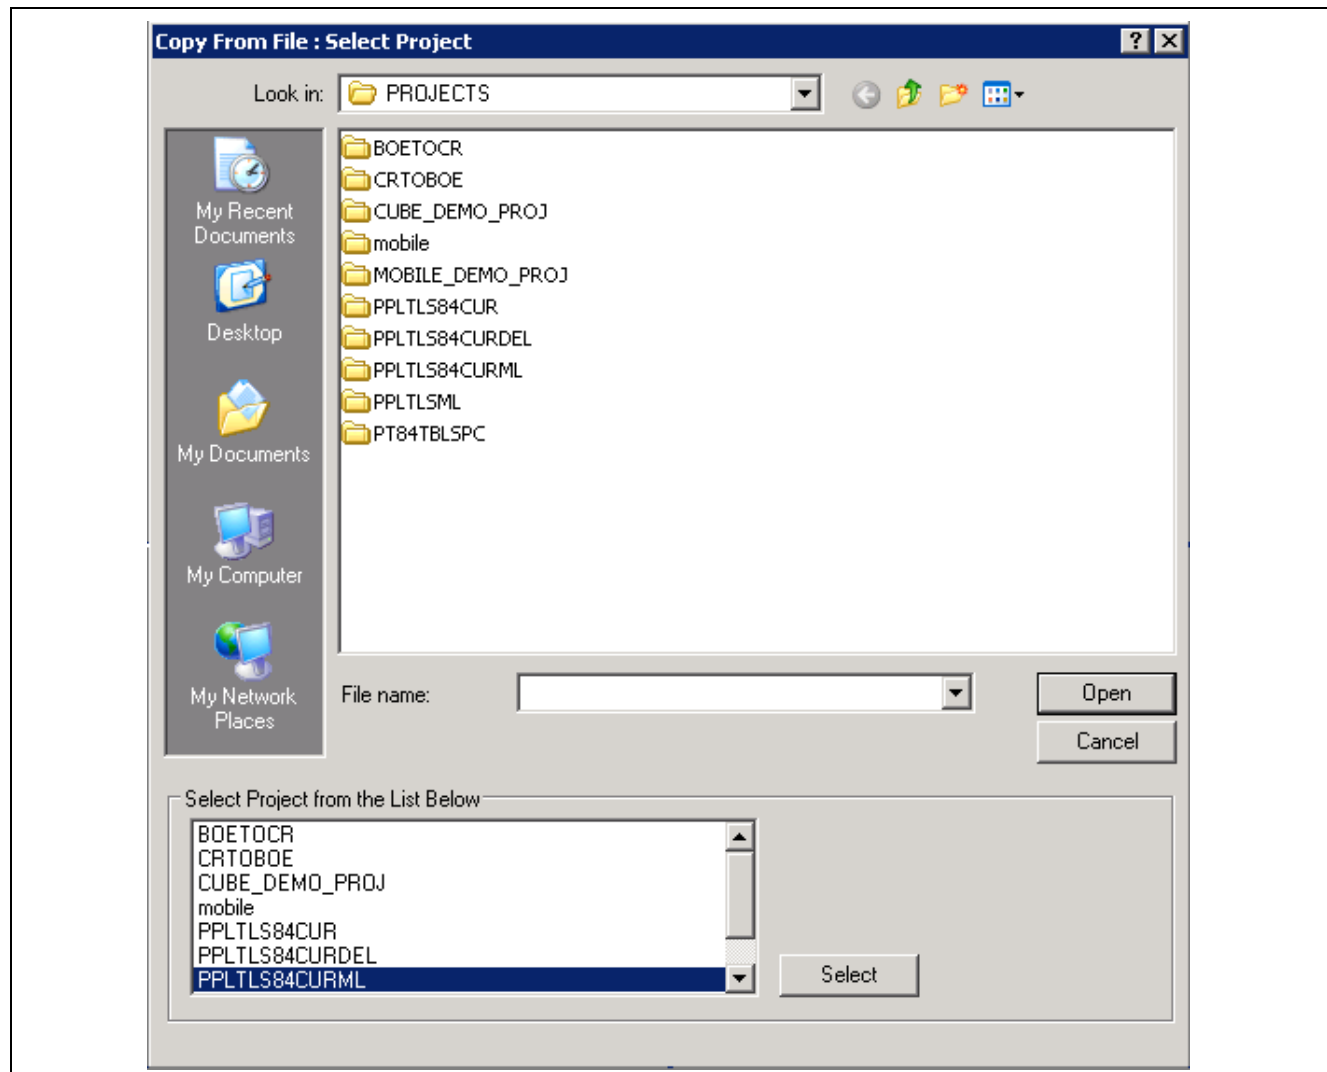 Copy From File : Select Project
Look in: PROJECTS
My Recent
Documents
Desktop
My Documents
My Computer
My Network
Places
BOETOCR
CRTOBOE
CUBE_DEMO_PROJ
mobile
MOBILE_DEMO_PROJ
PPLTLS84CUR
PPLTLS84CURDEL
PPLTLS84CURML
PPLTLSML
PT84TBLSPC
File name:
Open
Cancel
Select Project from the List Below
BOETOCR
CRTOBOE
CUBE_DEMO_PROJ
mobile
PPLTLS84CUR
PPLTLS84CURDEL
PPLTLS84CURML
Select